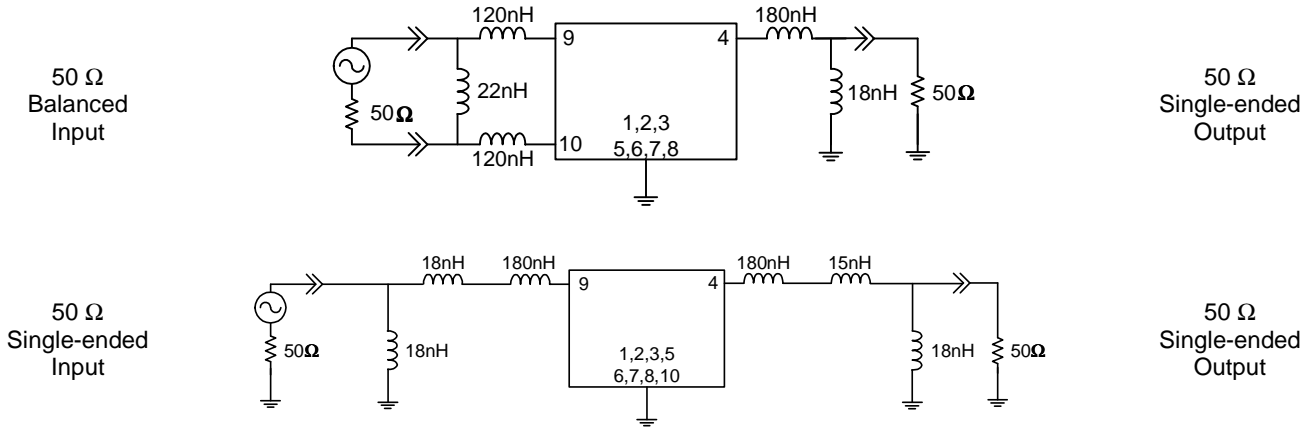 120nH
180nH
9
4
50 Ω
Balanced
Input
50Ω
22nH
1,2,3
5,6,7,8
18nH
50Ω
50 Ω
Single-ended
Output
10
120nH
18nH
180nH
180nH
15nH
9
4
50 Ω
Single-ended
Input
50Ω
18nH
1,2,3,5
6,7,8,10
18nH
50Ω
50 Ω
Single-ended
Output